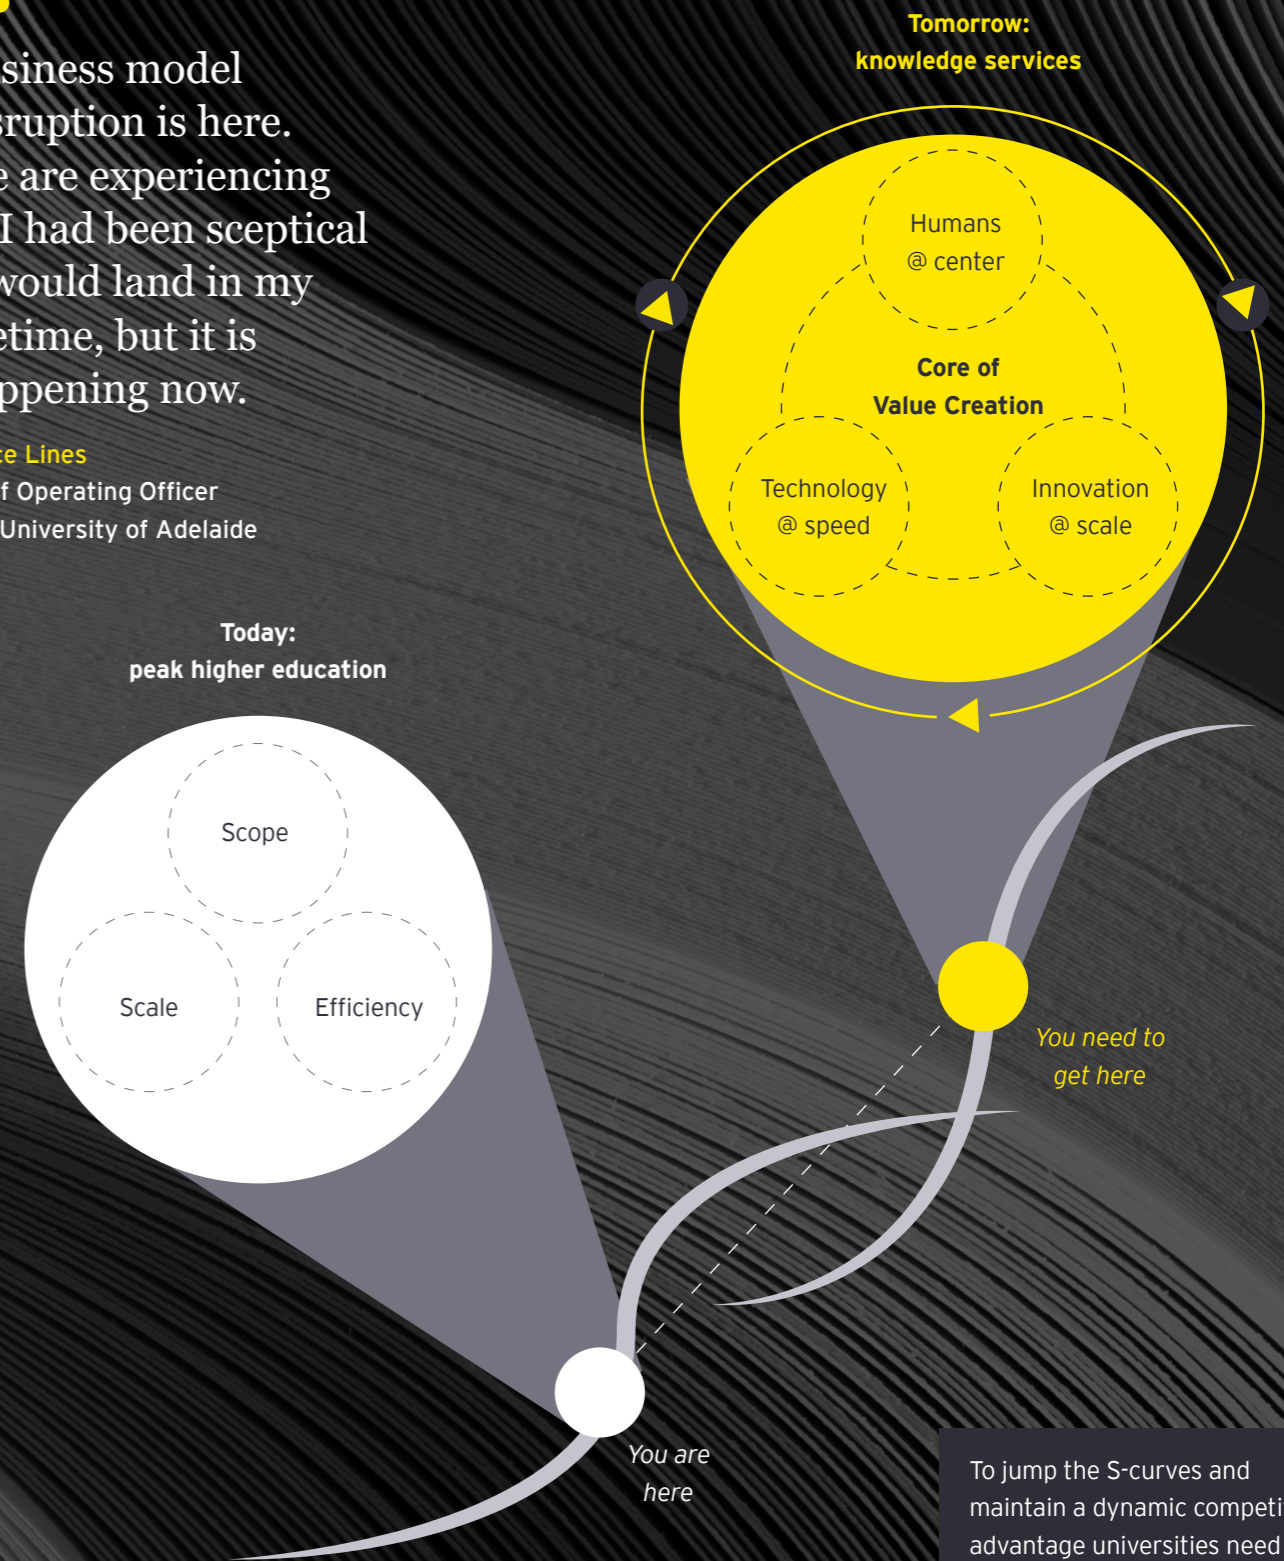 siness model
sruption is here.
e are experiencing
I had been sceptical
would land in my
etime, but it is
ppening now.
ce Lines
f Operating Officer
University of Adelaide
Tomorrow:
knowledge services
Humans
@ center
Core of
Value Creation
Technology
@ speed
Innovation
@ scale
Today:
peak higher education
Scope
Scale
Efficiency
You need to
get here
You are
here
To jump the S-curves and
maintain a dynamic competi
advantage universities need